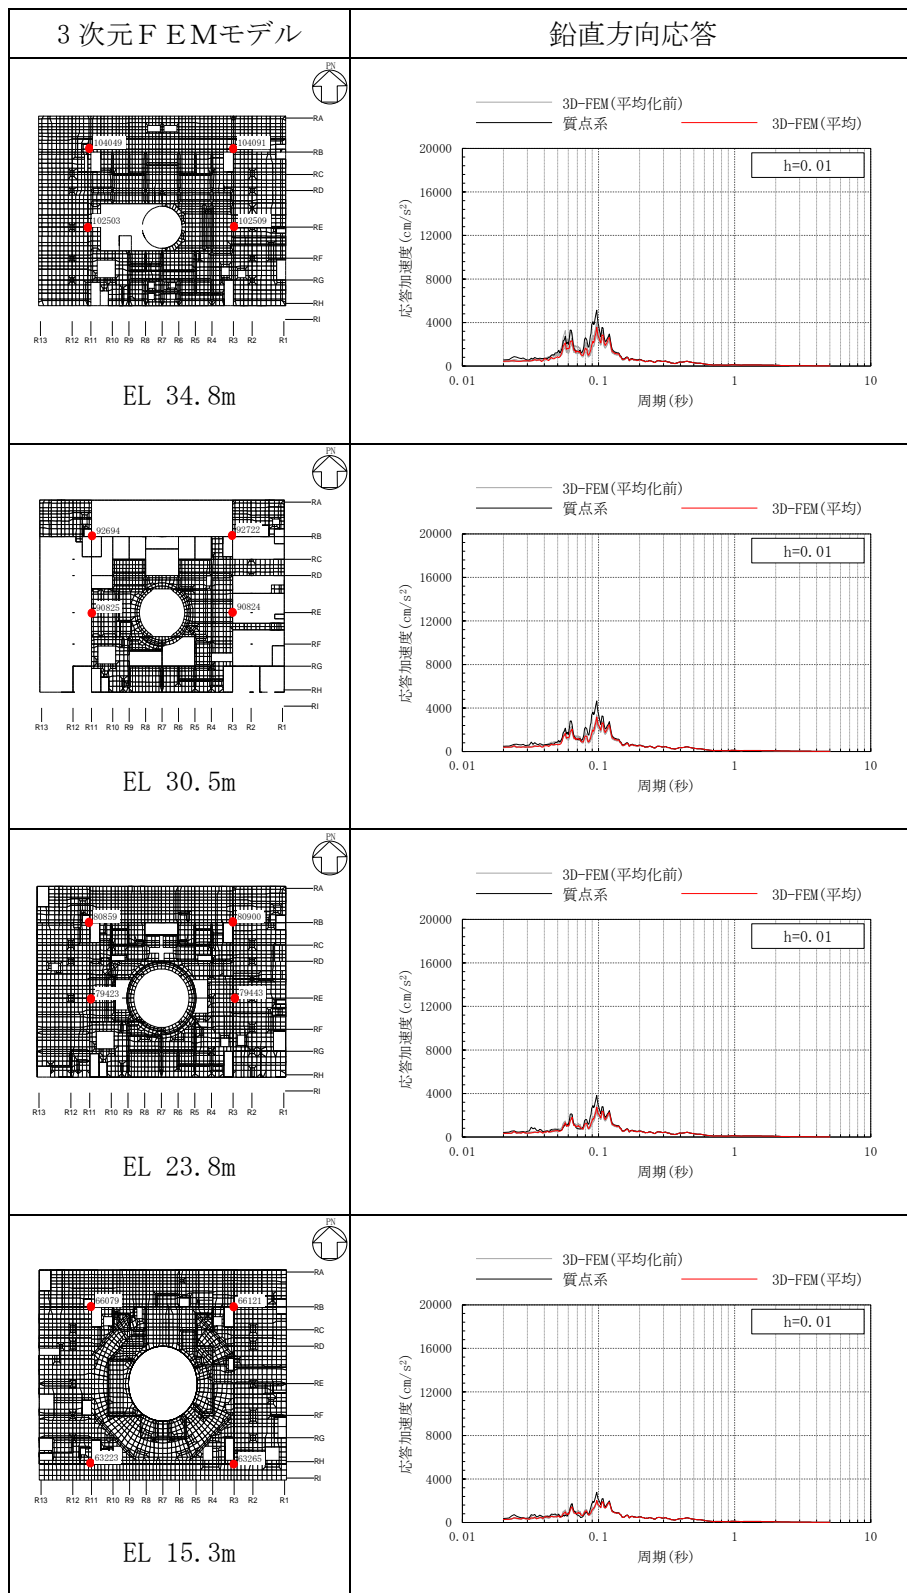 3次元ＦＥＭモデル
鉛直方向応答
PN
104049
104091
102503
102509
RA
RB
RC
RD
RE
RF
RG
RH
RI
R13 R12 R11 R10 R9 R8 R7 R6 R5 R4 R3 R2 R1
EL 34.8m
3D-FEM(平均化前)
質点系
3D-FEM(平均)
h=0.01
応答加速度(cm/s²)
20000
16000
12000
8000
4000
0
0.01 0.1 1 10
周期(秒)
PN
92694
92722
90825
90824
RA
RB
RC
RD
RE
RF
RG
RH
RI
R13 R12 R11 R10 R9 R8 R7 R6 R5 R4 R3 R2 R1
EL 30.5m
3D-FEM(平均化前)
質点系
3D-FEM(平均)
h=0.01
応答加速度(cm/s²)
20000
16000
12000
8000
4000
0
0.01 0.1 1 10
周期(秒)
PN
80859
80900
79423
79443
RA
RB
RC
RD
RE
RF
RG
RH
RI
R13 R12 R11 R10 R9 R8 R7 R6 R5 R4 R3 R2 R1
EL 23.8m
3D-FEM(平均化前)
質点系
3D-FEM(平均)
h=0.01
応答加速度(cm/s²)
20000
16000
12000
8000
4000
0
0.01 0.1 1 10
周期(秒)
PN
66079
66121
63223
63265
RA
RB
RC
RD
RE
RF
RG
RH
RI
R13 R12 R11 R10 R9 R8 R7 R6 R5 R4 R3 R2 R1
EL 15.3m
3D-FEM(平均化前)
質点系
3D-FEM(平均)
h=0.01
応答加速度(cm/s²)
20000
16000
12000
8000
4000
0
0.01 0.1 1 10
周期(秒)